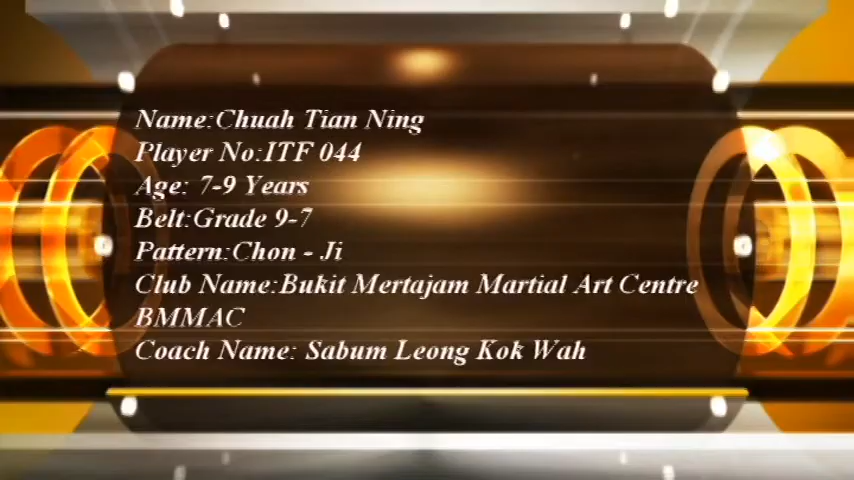 Name:Chuah Tian Ning
Player No:ITF 044
Age: 7-9 Years
Belt:Grade 9-7
Pattern:Chon - Ji
Club Name:Bukit Mertajam Martial Art Centre
BMMAC
Coach Name: Sabum Leong Kok Wah